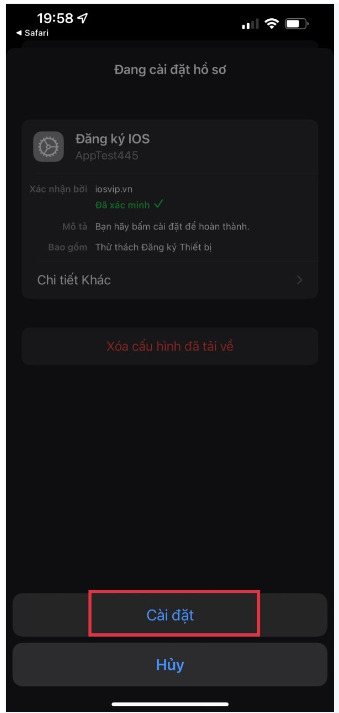 19:58
Safari
Đang cài đặt hồ sơ
Đăng ký IOS
AppTest445
Xác nhận bởi iosvip.vn
Đã xác minh ✓
Mô tả Bạn hãy bấm cài đặt để hoàn thành.
Bao gồm Thử thách Đăng ký Thiết bị
Chi tiết Khác
Xóa cấu hình đã tải về
Cài đặt
Hủy